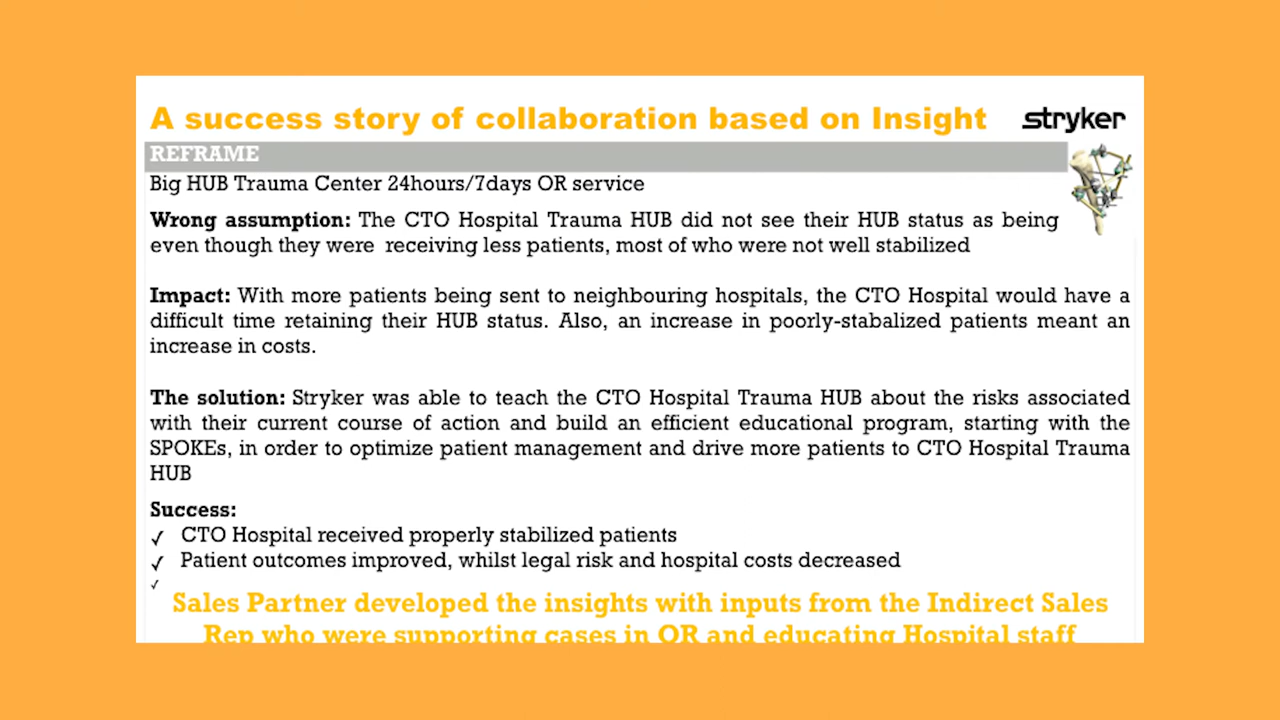 A success story of collaboration based on Insight
stryker
REFRAME
Big HUB Trauma Center 24hours/7days OR service
Wrong assumption: The CTO Hospital Trauma HUB did not see their HUB status as being
even though they were receiving less patients, most of who were not well stabilized
Impact: With more patients being sent to neighbouring hospitals, the CTO Hospital would have a
difficult time retaining their HUB status. Also, an increase in poorly-stabalized patients meant an
increase in costs.
The solution: Stryker was able to teach the CTO Hospital Trauma HUB about the risks associated
with their current course of action and build an efficient educational program, starting with the
SPOKEs, in order to optimize patient management and drive more patients to CTO Hospital Trauma
HUB
Success:
✓ CTO Hospital received properly stabilized patients
✓ Patient outcomes improved, whilst legal risk and hospital costs decreased
✓
Sales Partner developed the insights with inputs from the Indirect Sales
Rep who were supporting cases in OR and educating Hospital staff